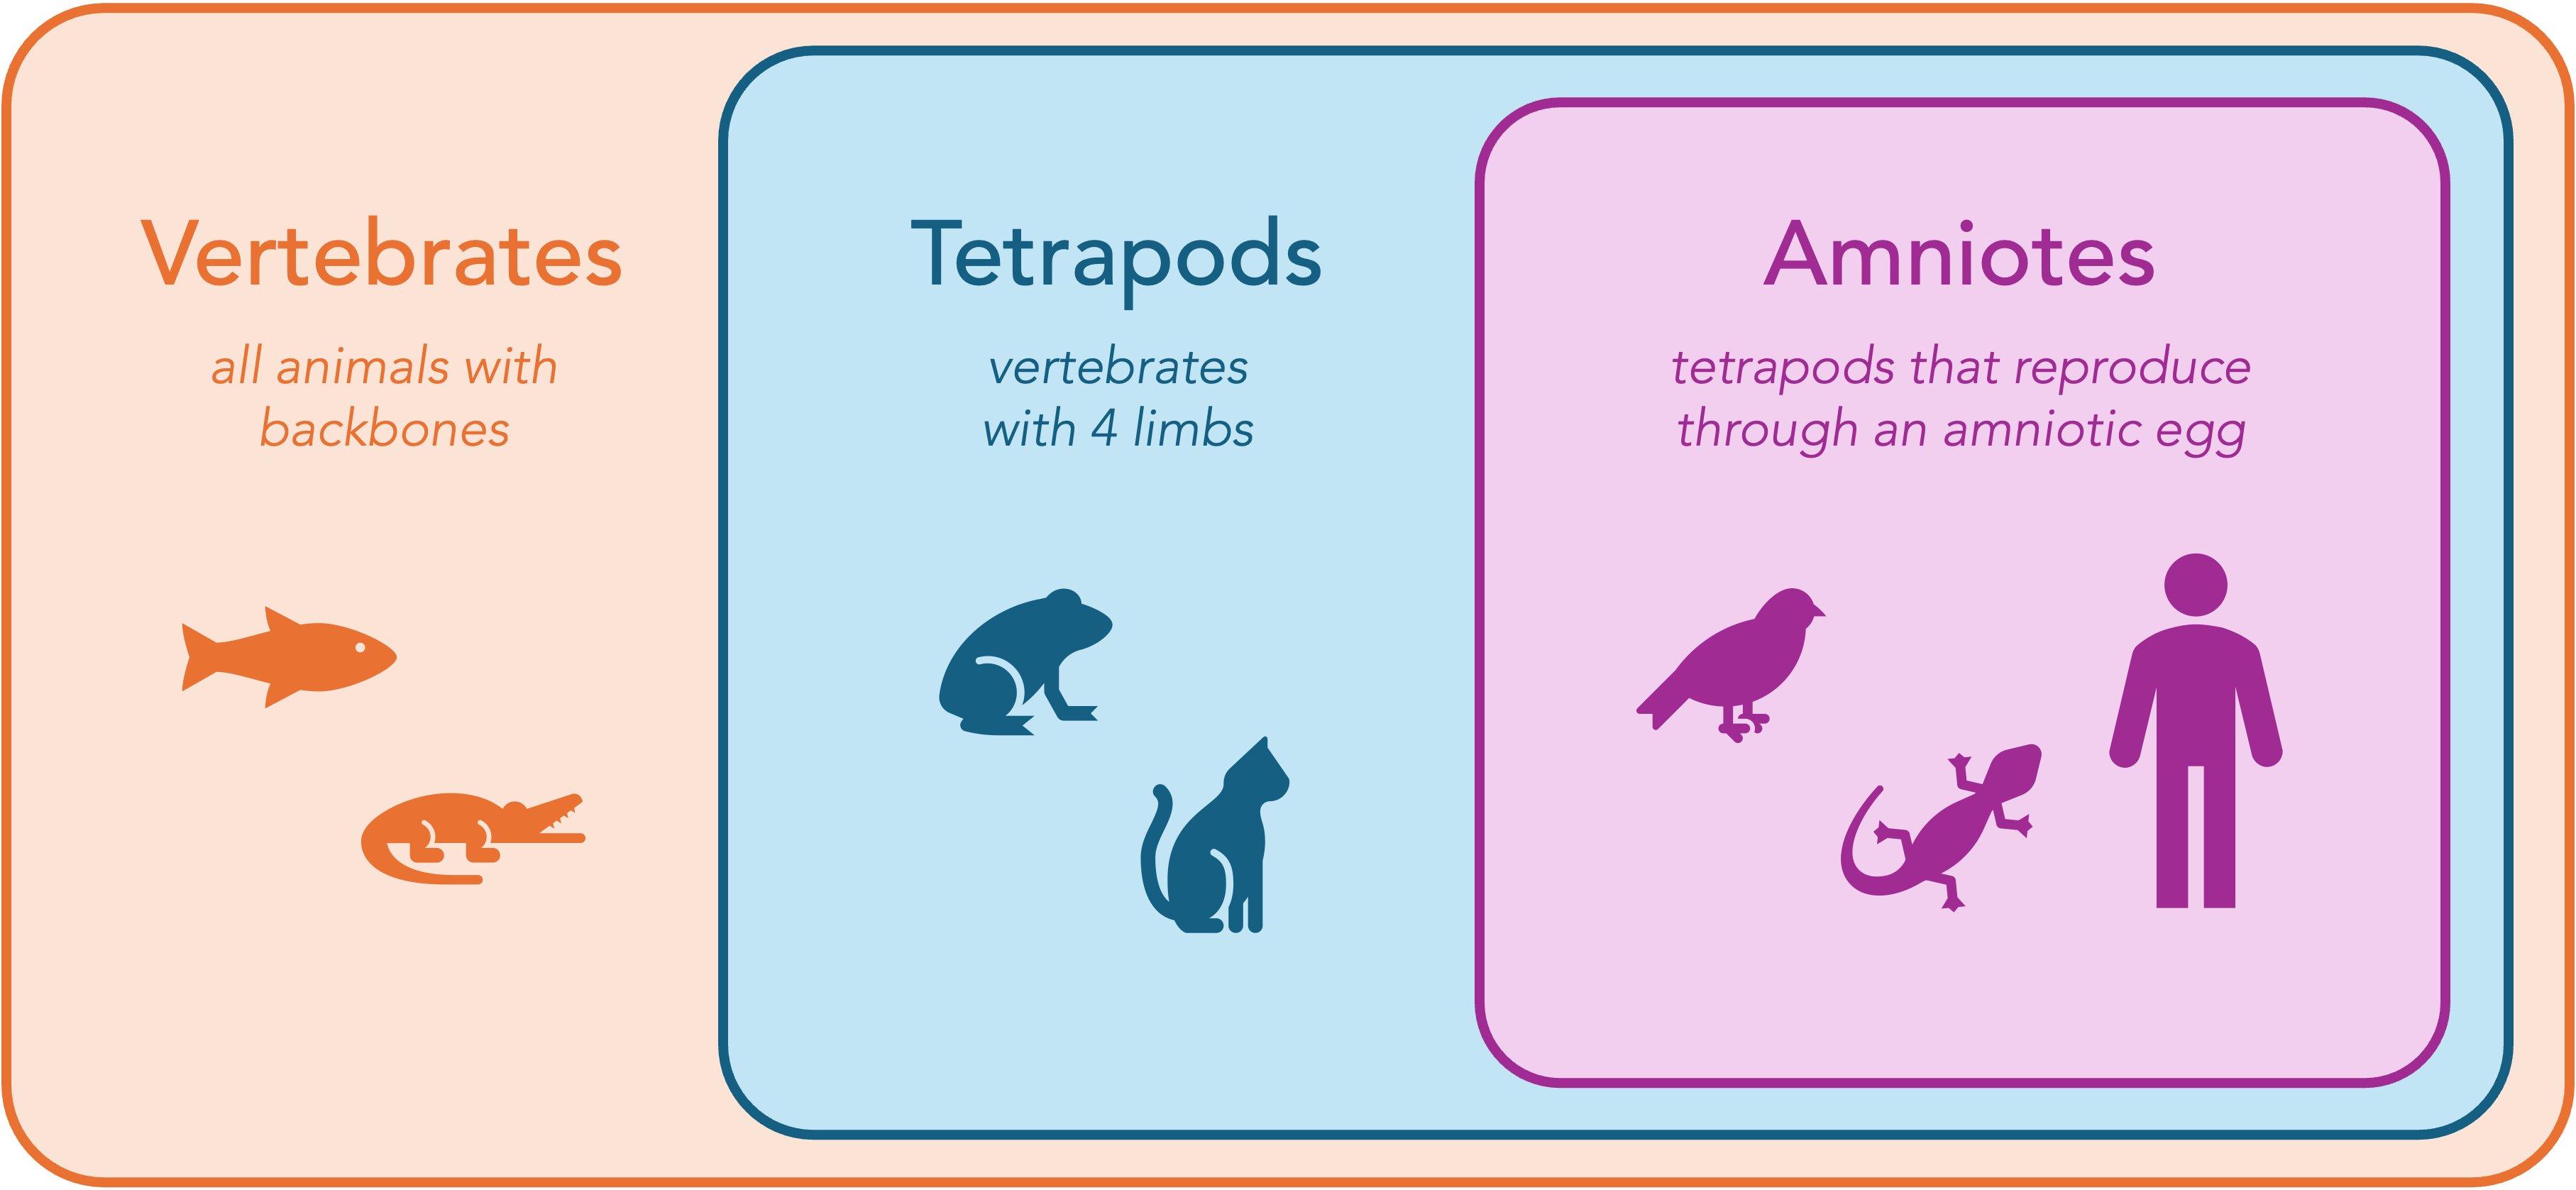 Vertebrates
all animals with
backbones
Tetrapods
vertebrates
with 4 limbs
Amniotes
tetrapods that reproduce
through an amniotic egg